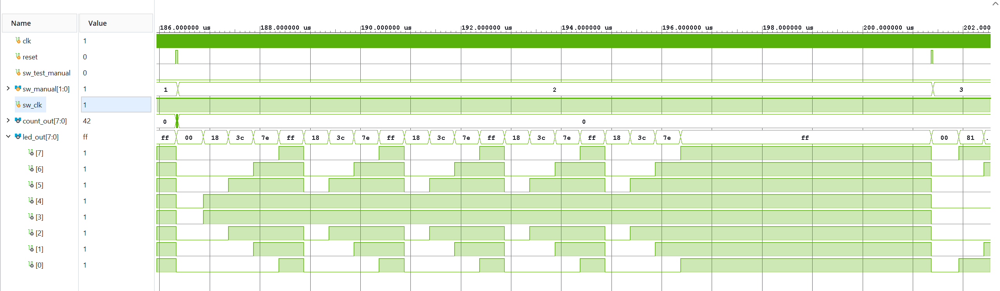 Name Value
186.000000 us 188.000000 us 190.000000 us 192.000000 us 194.000000 us 196.000000 us 198.000000 us 200.000000 us 202.000
clk 1
reset 0
sw_test_manual 0
sw_manual[1:0] 1 1 2 3
sw_clk 1
count_out[7:0] 42 0 0
led_out[7:0] ff ff 00 18 3c 7e ff 18 3c 7e ff 18 3c 7e ff 18 3c 7e ff 18 3c 7e ff 00 81 .
[7] 1
[6] 1
[5] 1
[4] 1
[3] 1
[2] 1
[1] 1
[0] 1